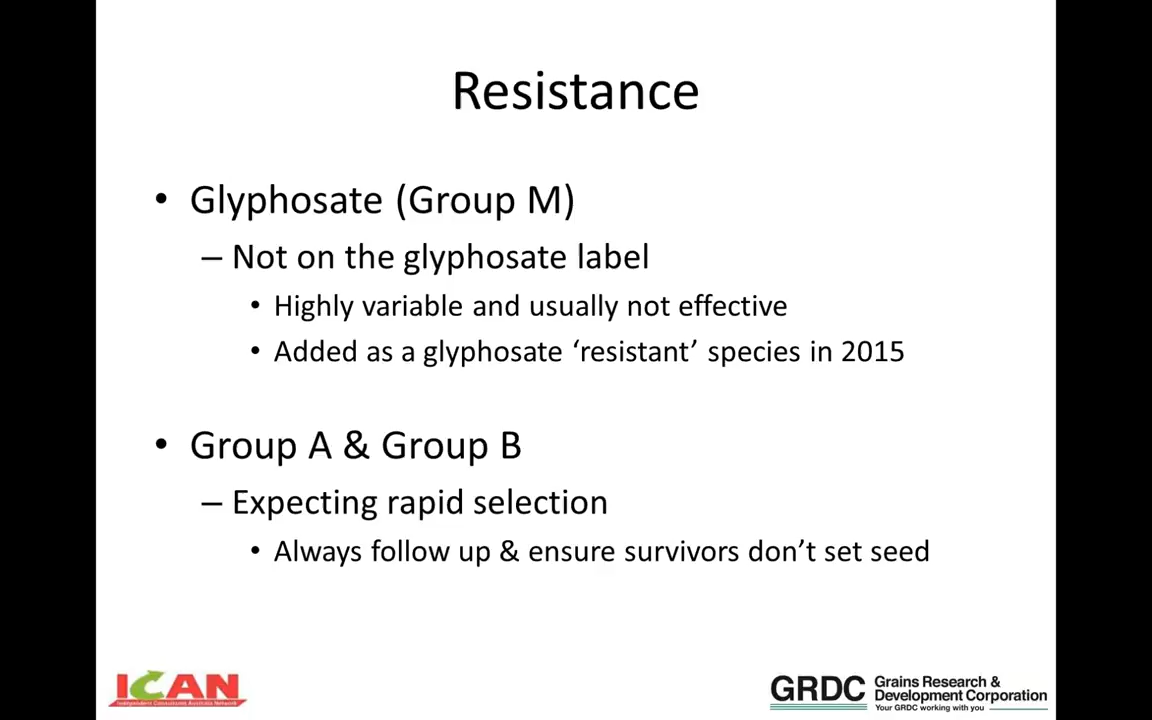 Resistance
• Glyphosate (Group M)
– Not on the glyphosate label
• Highly variable and usually not effective
• Added as a glyphosate ‘resistant’ species in 2015
• Group A & Group B
– Expecting rapid selection
• Always follow up & ensure survivors don’t set seed
ICAN
Independent Consultants Australia Network
GRDC
Grains Research &
Development Corporation
Your GRDC working with you